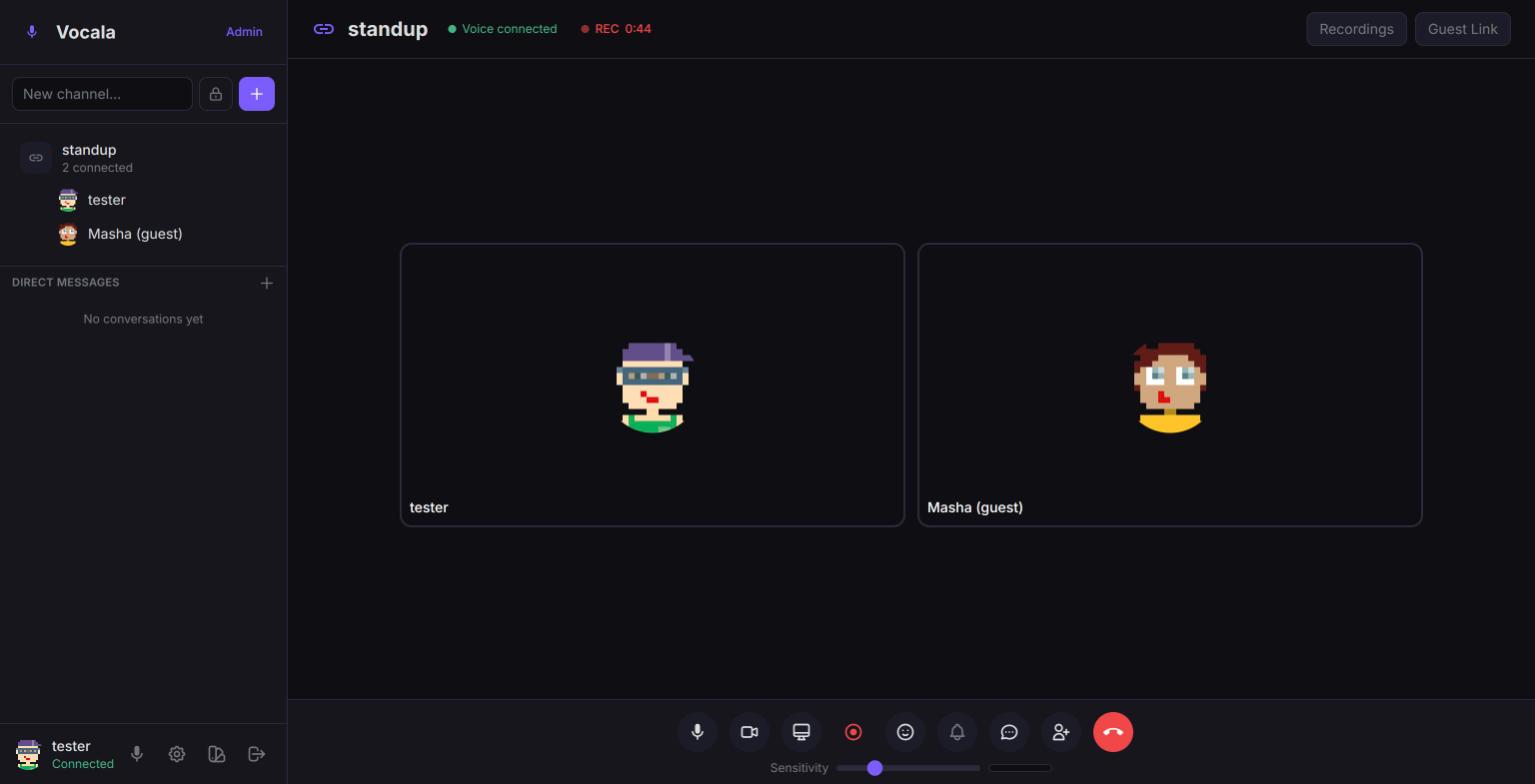 Vocala
Admin
New channel...
standup
2 connected
tester
Masha (guest)
DIRECT MESSAGES
No conversations yet
tester
Connected
standup
Voice connected
REC 0:44
Recordings
Guest Link
tester
Masha (guest)
Sensitivity